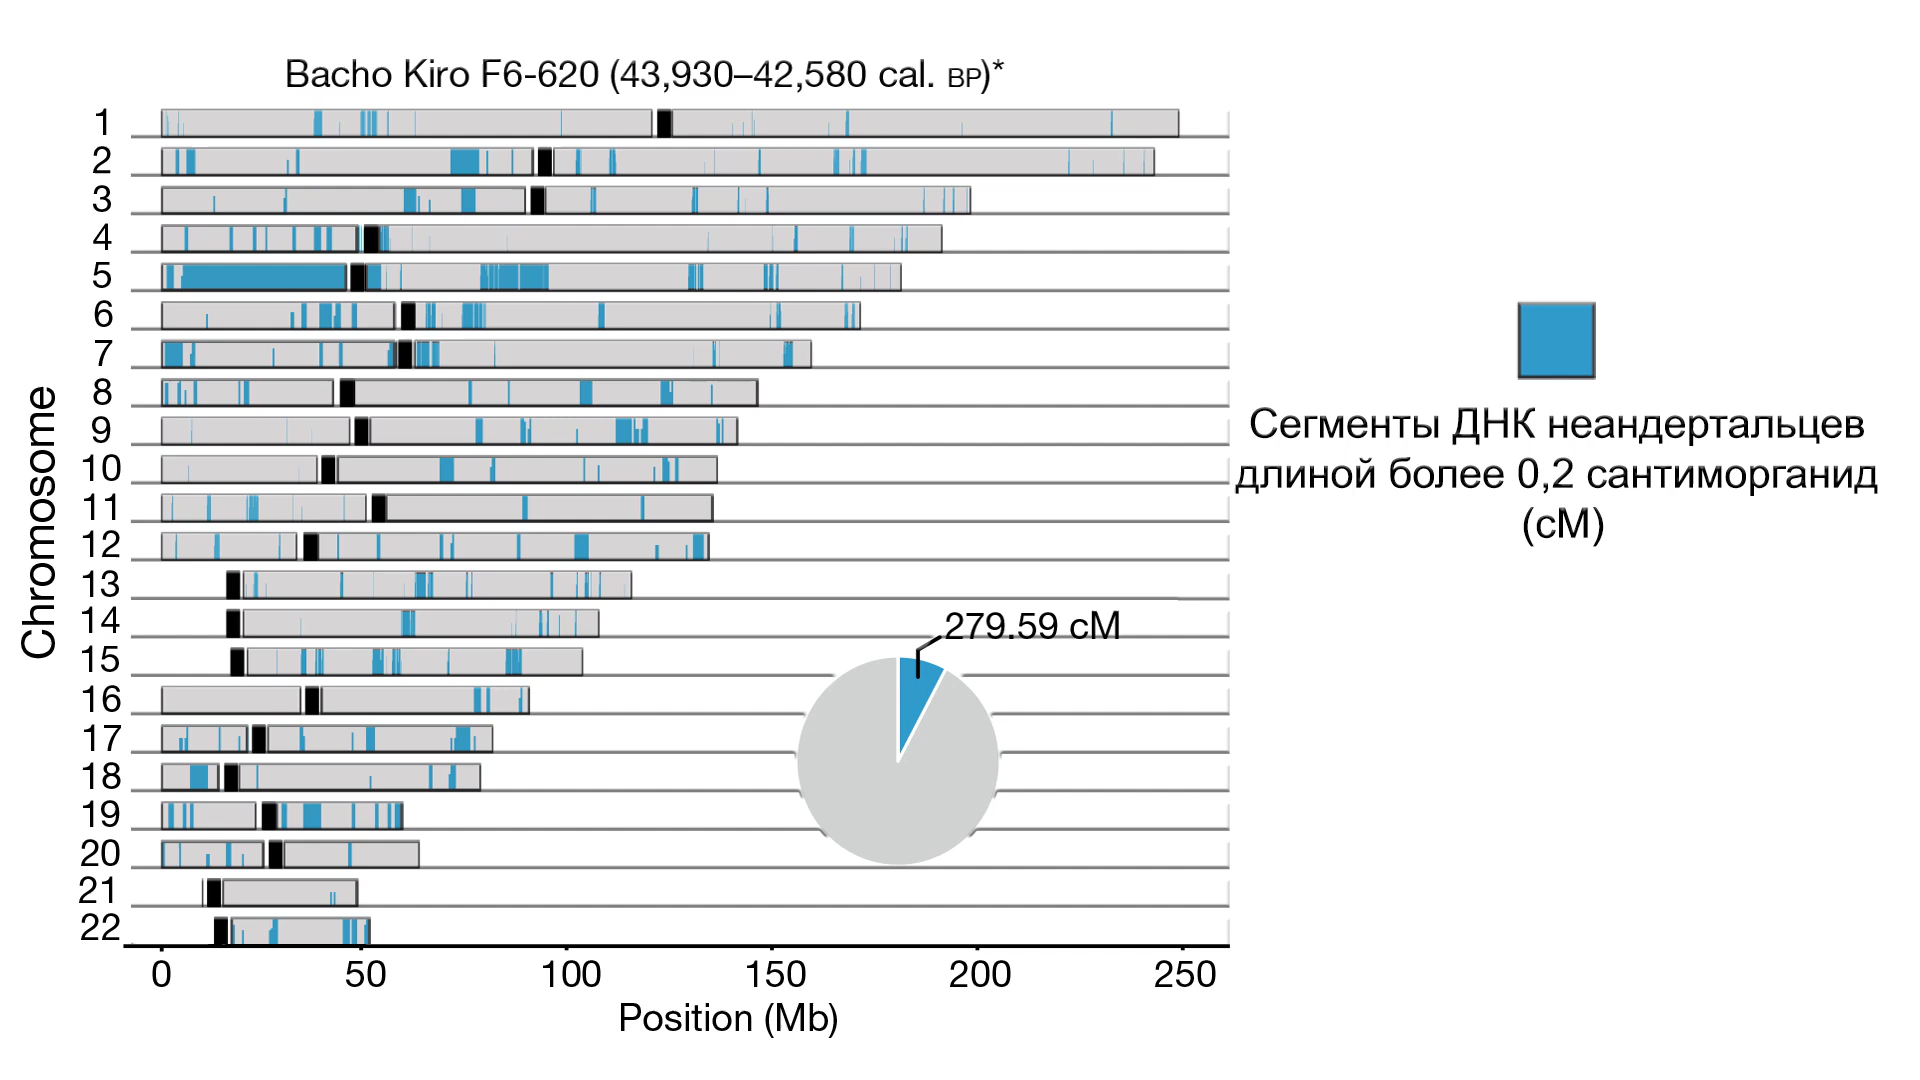 Bacho Kiro F6-620 (43,930–42,580 cal. BP)*
1
2
3
4
5
6
7
8
9
10
11
12
13
14
15
16
17
18
19
20
21
22
Chromosome
279.59 cM
0 50 100 150 200 250
Position (Mb)
Сегменты ДНК неандертальцев
длиной более 0,2 сантиморганид
(сМ)